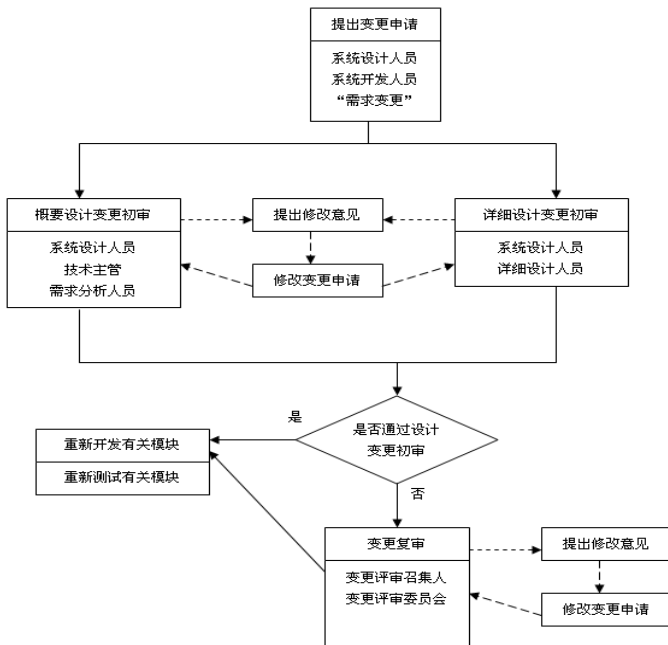 提出变更申请
系统设计人员
系统开发人员
“需求变更”
概要设计变更初审
系统设计人员
技术主管
需求分析人员
提出修改意见
修改变更申请
详细设计变更初审
系统设计人员
详细设计人员
是否通过设计
变更初审
是
否
重新开发有关模块
重新测试有关模块
变更复审
变更评审召集人
变更评审委员会
提出修改意见
修改变更申请